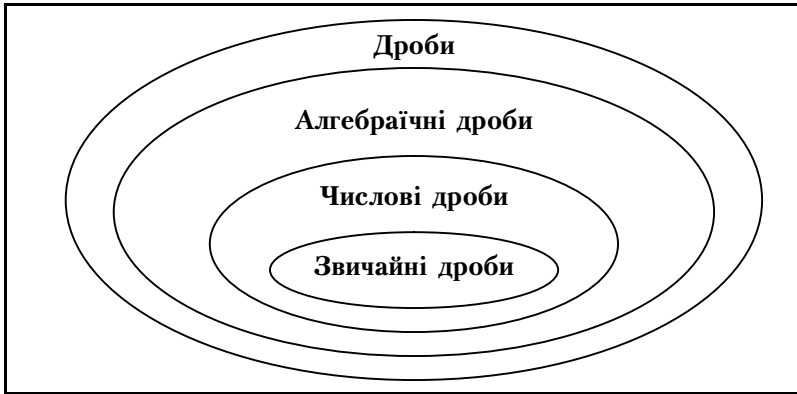 Дроби
Алгебраїчні дроби
Числові дроби
Звичайні дроби